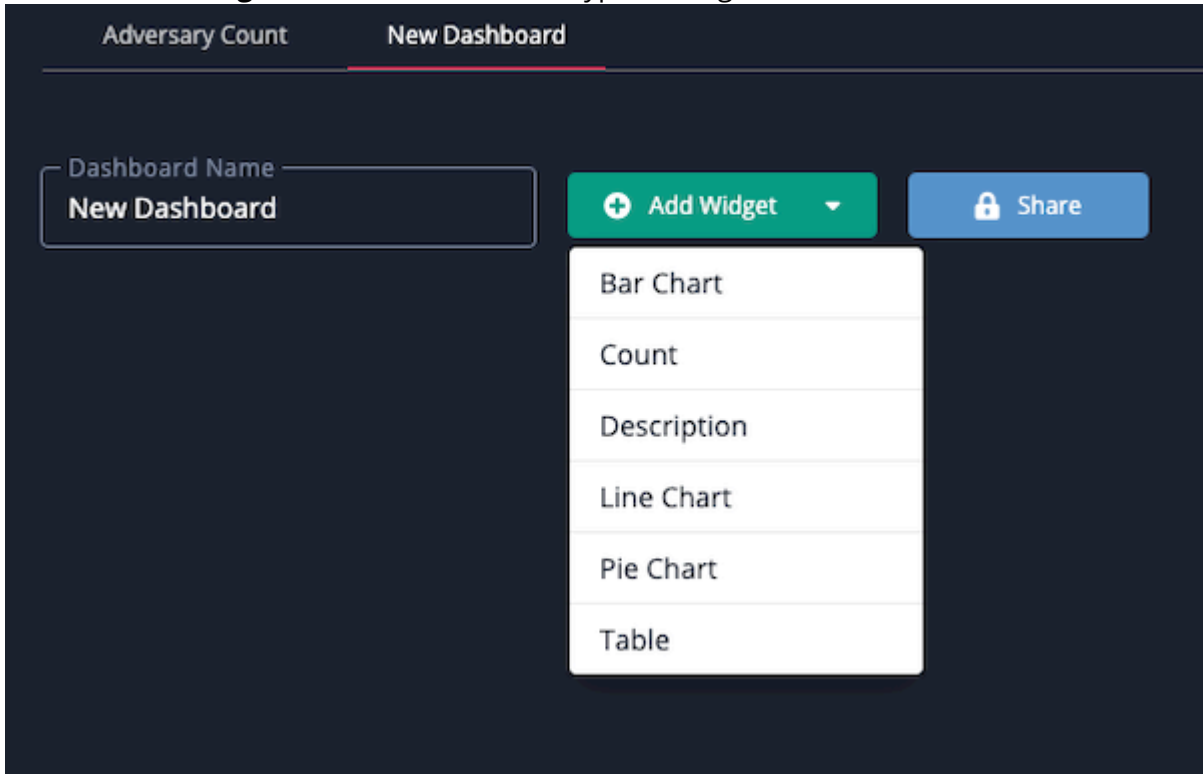 Adversary Count New Dashboard
Dashboard Name
New Dashboard
Add Widget
Share
Bar Chart
Count
Description
Line Chart
Pie Chart
Table